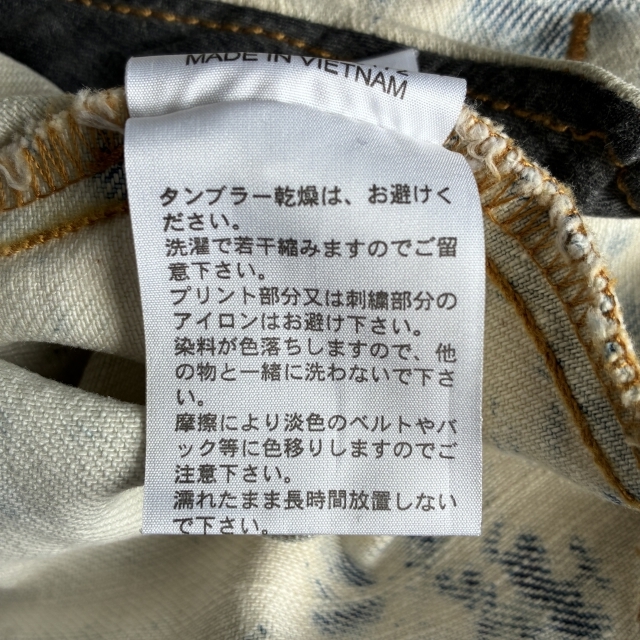 MADE IN VIETNAM
タンブラー乾燥は、お避けく
ださい。
洗濯で若干縮みますのでご留
意下さい。
プリント部分又は刺繍部分の
アイロンはお避け下さい。
染料が色落ちしますので、他
の物と一緒に洗わないで下さ
い。
摩擦により淡色のベルトやバ
ック等に色移りしますのでご
注意下さい。
濡れたまま長時間放置しない
で下さい。